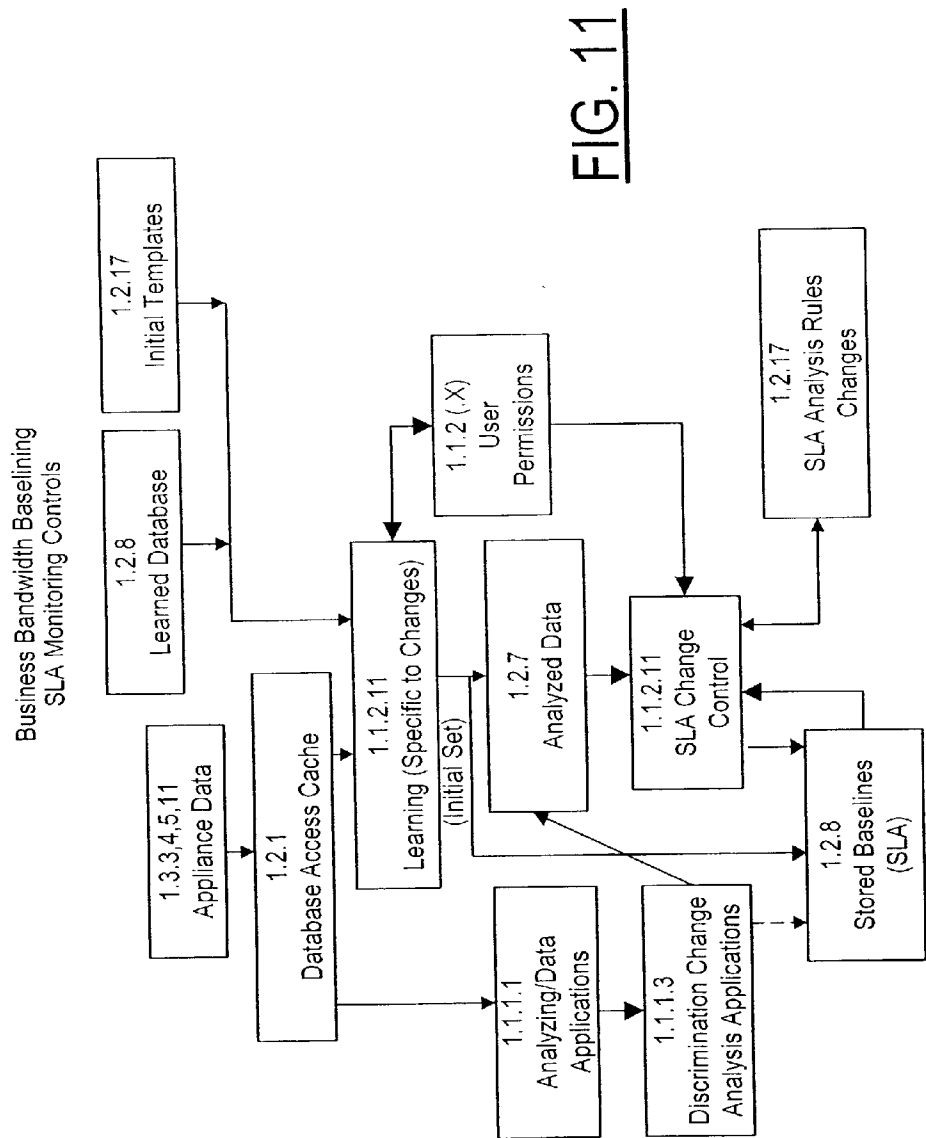 Business Bandwidth Baselining
SLA Monitoring Controls
1.3.3,4,5,11
Appliance Data
1.2.8
Learned Database
1.2.17
Initial Templates
1.2.1
Database Access Cache
1.1.2.11
Learning (Specific to Changes)
(Initial Set)
1.1.2 (.X)
User
Permissions
1.1.1.1
Analyzing/Data
Applications
1.2.7
Analyzed Data
1.1.1.3
Discrimination Change
Analysis Applications
1.1.2.11
SLA Change
Control
1.2.8
Stored Baselines
(SLA)
1.2.17
SLA Analysis Rules
Changes
FIG. 11